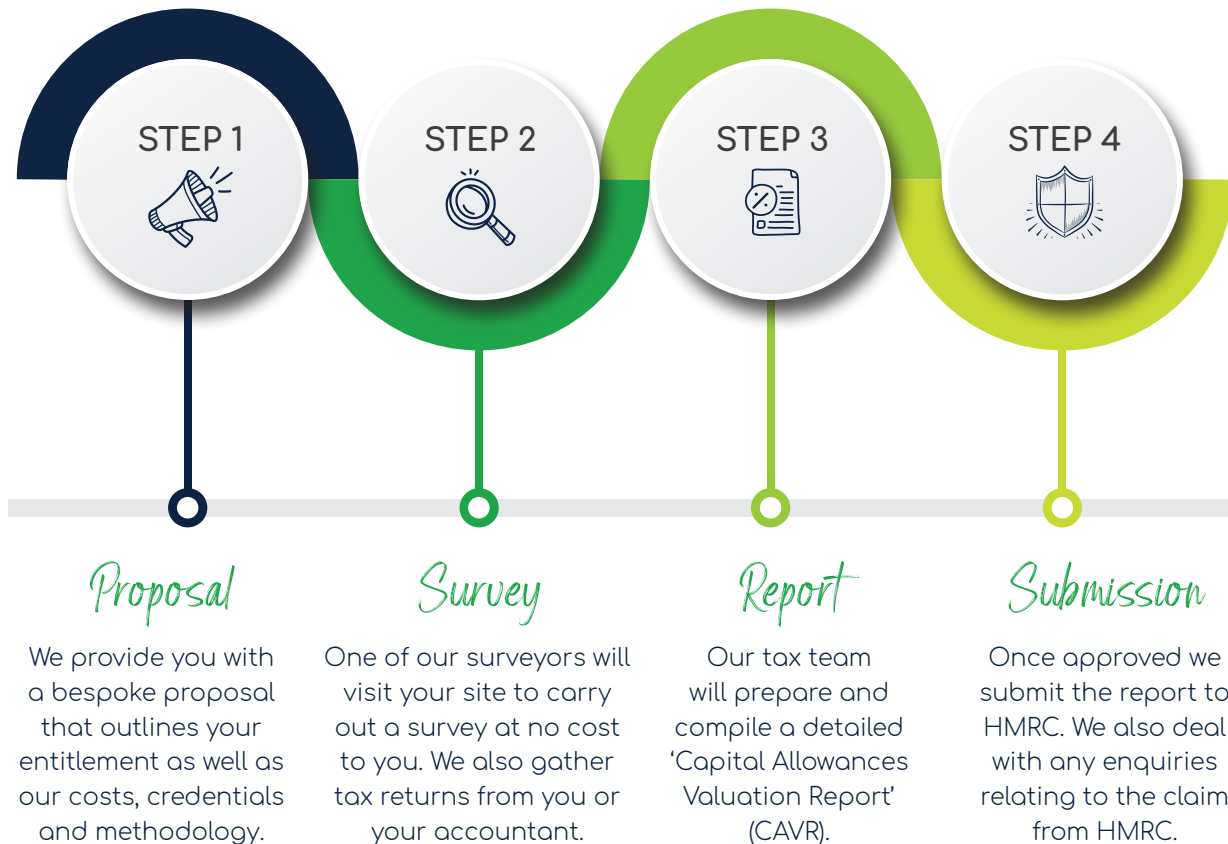 STEP 1
STEP 2
STEP 3
STEP 4
Proposal
We provide you with
a bespoke proposal
that outlines your
entitlement as well as
our costs, credentials
and methodology.
Survey
One of our surveyors will
visit your site to carry
out a survey at no cost
to you. We also gather
tax returns from you or
your accountant.
Report
Our tax team
will prepare and
compile a detailed
‘Capital Allowances
Valuation Report’
(CAVR).
Submission
Once approved we
submit the report to
HMRC. We also deal
with any enquiries
relating to the claim
from HMRC.